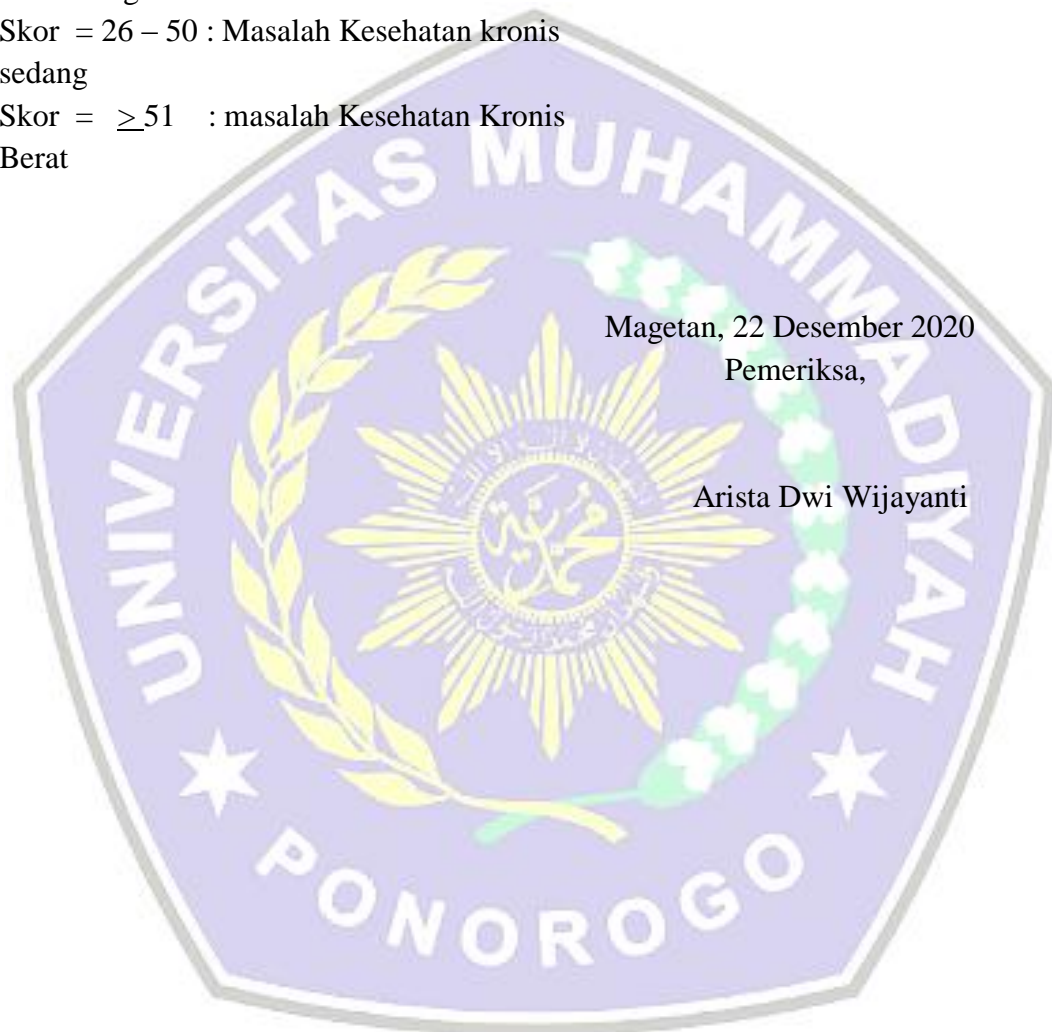 Skor = 26 – 50 : Masalah Kesehatan kronis
sedang
Skor = > 51 : masalah Kesehatan Kronis
Berat
Magetan, 22 Desember 2020
Pemeriksa,
Arista Dwi Wijayanti
UNIVERSITAS MUHAMMADIYAH
PONOROGO
محمدية